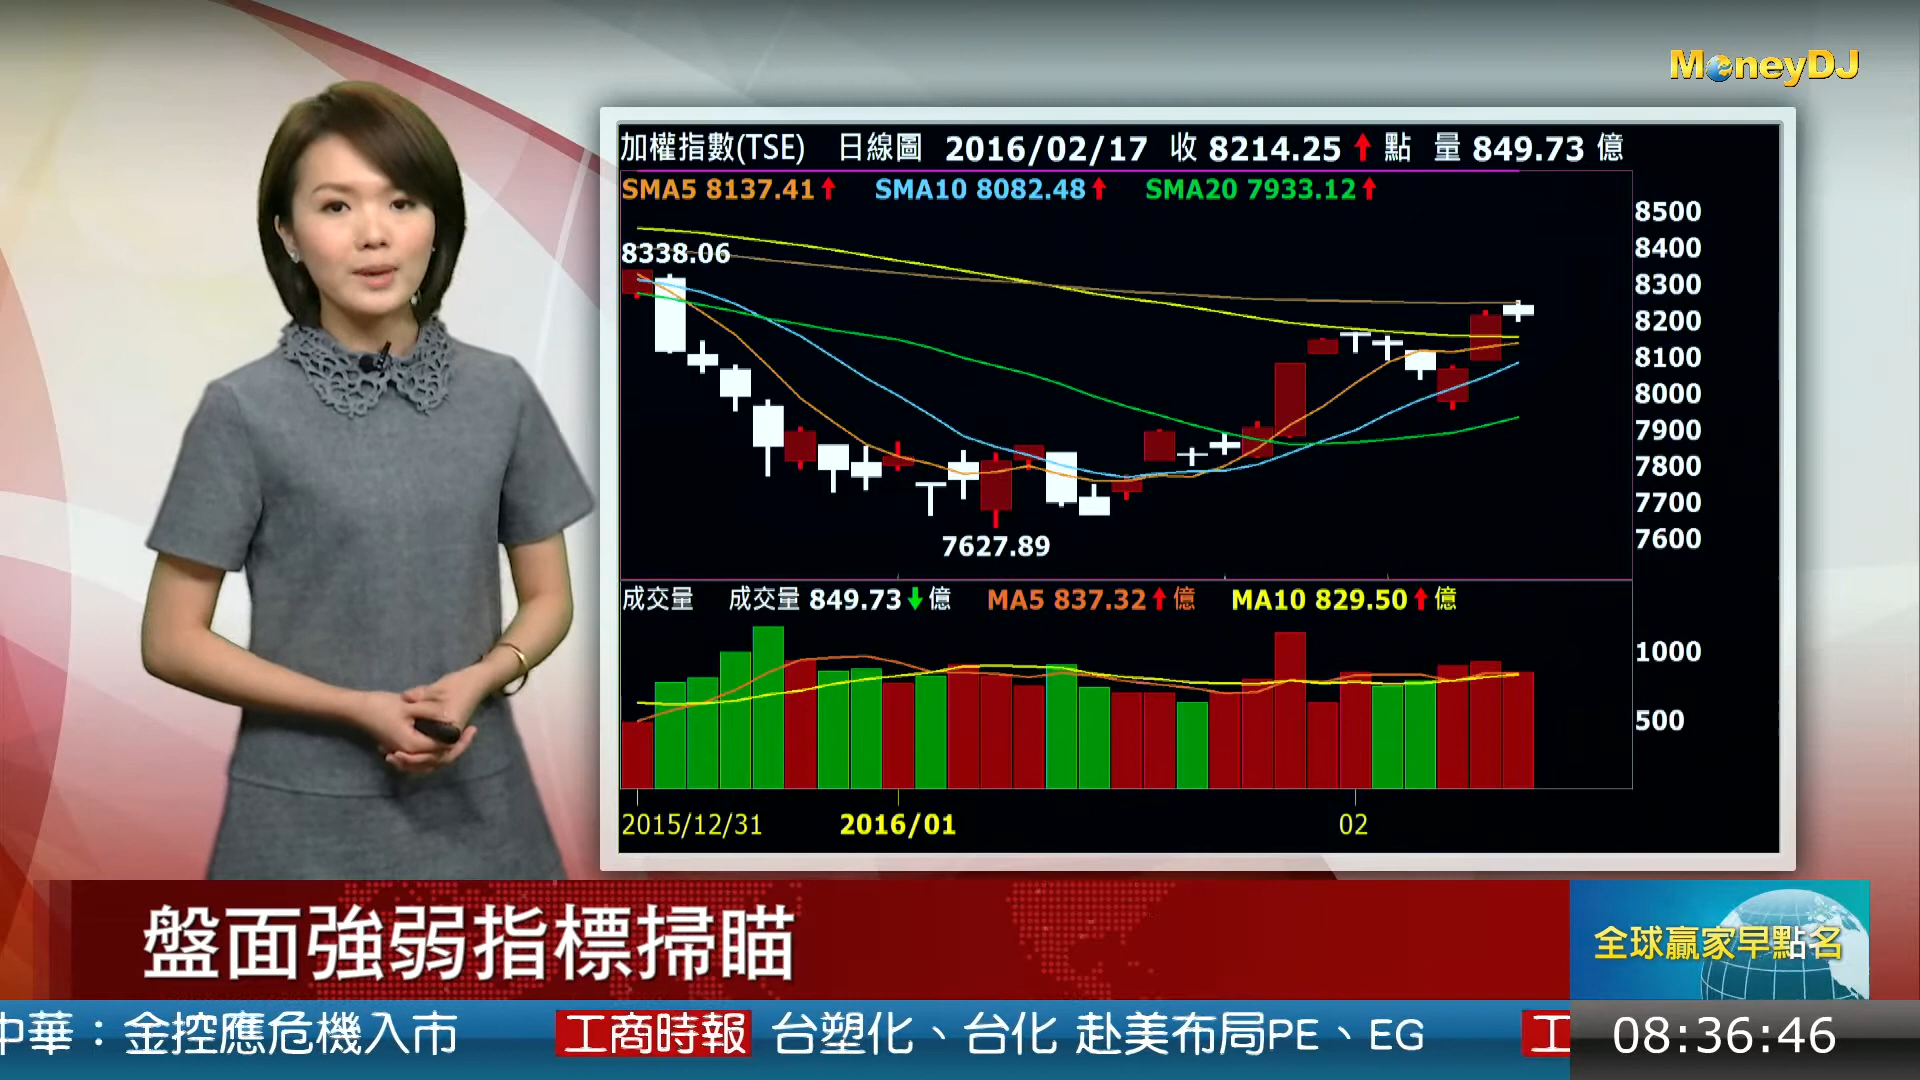 MoneyDJ
加權指數(TSE) 日線圖 2016/02/17 收 8214.25 ↑ 點 量 849.73 億
SMA5 8137.41↑ SMA10 8082.48↑ SMA20 7933.12↑
8338.06
8500
8400
8300
8200
8100
8000
7900
7800
7700
7600
7627.89
成交量 成交量 849.73↓億 MA5 837.32↑億 MA10 829.50↑億
1000
500
2015/12/31 2016/01 02
盤面強弱指標掃瞄
全球贏家早點名
中華：金控應危機入市 工商時報 台塑化、台化 赴美布局PE、EG 工
08:36:46